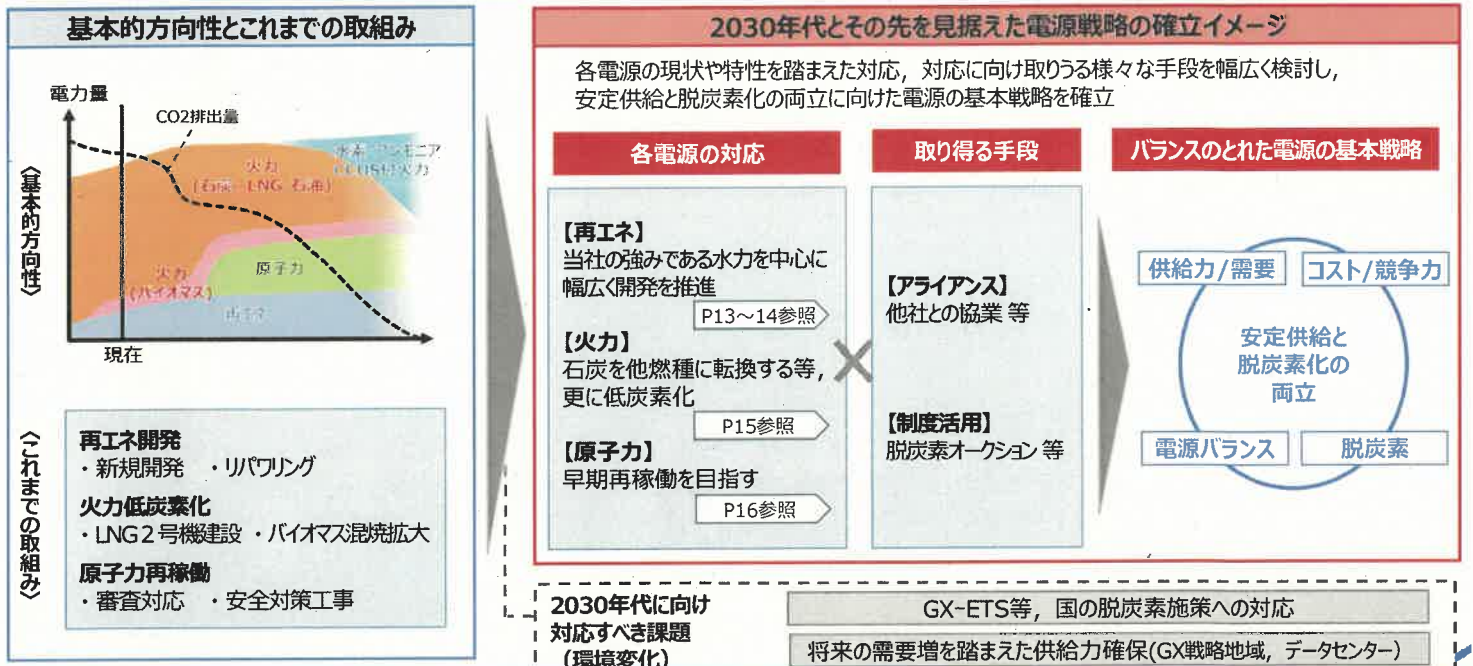 基本的方向性とこれまでの取組み
〈基本的方向性〉
電力量
CO2排出量
水素 アンモニア
CCUS付火力
火力
(石炭 LNG 石油)
火力
(バイオマス)
原子力
再エネ
現在
〈これまでの取組み〉
再エネ開発
・新規開発 ・リパワリング
火力低炭素化
・LNG２号機建設 ・バイオマス混焼拡大
原子力再稼働
・審査対応 ・安全対策工事
2030年代とその先を見据えた電源戦略の確立イメージ
各電源の現状や特性を踏まえた対応，対応に向け取りうる様々な手段を幅広く検討し，
安定供給と脱炭素化の両立に向けた電源の基本戦略を確立
各電源の対応
【再エネ】
当社の強みである水力を中心に
幅広く開発を推進
P13～14参照
【火力】
石炭を他燃種に転換する等，
更に低炭素化
P15参照
【原子力】
早期再稼働を目指す
P16参照
取り得る手段
【アライアンス】
他社との協業 等
【制度活用】
脱炭素オークション 等
バランスのとれた電源の基本戦略
供給力/需要
コスト/競争力
安定供給と
脱炭素化の
両立
電源バランス
脱炭素
2030年代に向け
対応すべき課題
（環境変化）
GX-ETS等，国の脱炭素施策への対応
将来の需要増を踏まえた供給力確保(GX戦略地域，データセンター)